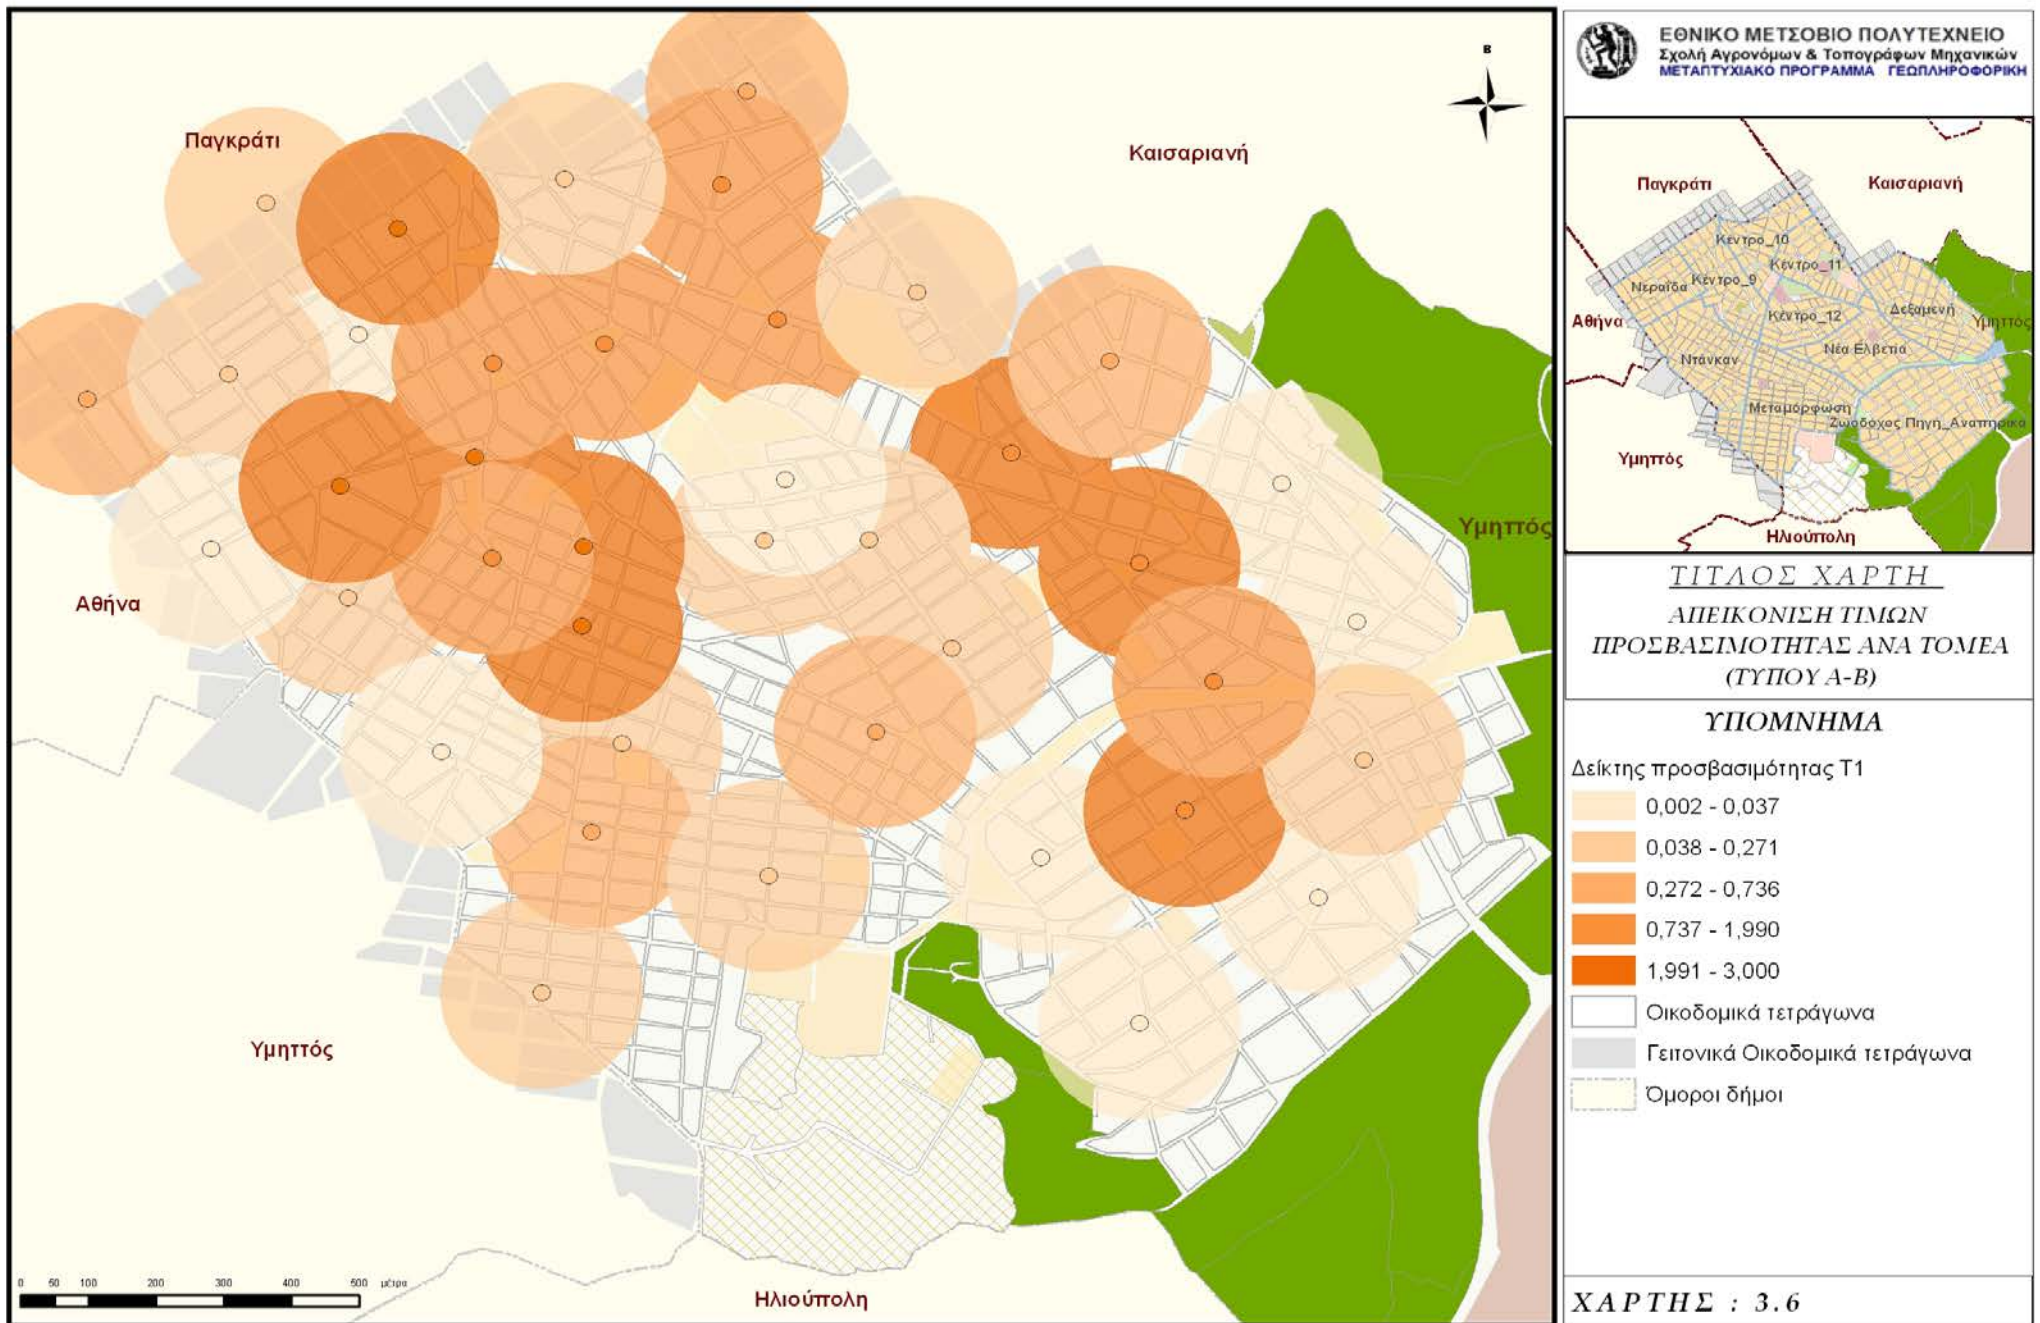 Παγκράτι
Καισαριανή
Β
Αθήνα
Υμηττός
Υμηττός
Ηλιούπολη
0 50 100 200 300 400 500 μέτρα
ΕΘΝΙΚΟ ΜΕΤΣΟΒΙΟ ΠΟΛΥΤΕΧΝΕΙΟ
Σχολή Αγρονόμων & Τοπογράφων Μηχανικών
ΜΕΤΑΠΤΥΧΙΑΚΟ ΠΡΟΓΡΑΜΜΑ ΓΕΩΠΛΗΡΟΦΟΡΙΚΗ
Παγκράτι
Καισαριανή
Κέντρο_10
Κέντρο_11
Κέντρο_9
Νεραΐδα
Δεξαμενή
Αθήνα
Κέντρο_12
Υμηττός
Νέα Ελβετία
Ντάνκαν
Μεταμόρφωση
Ζωοδόχος Πηγή_Αναπηρικά
Υμηττός
Ηλιούπολη
ΤΙΤΛΟΣ ΧΑΡΤΗ
ΑΠΕΙΚΟΝΙΣΗ ΤΙΜΩΝ
ΠΡΟΣΒΑΣΙΜΟΤΗΤΑΣ ΑΝΑ ΤΟΜΕΑ
(ΤΥΠΟΥ Α-Β)
ΥΠΟΜΝΗΜΑ
Δείκτης προσβασιμότητας Τ1
0,002 - 0,037
0,038 - 0,271
0,272 - 0,736
0,737 - 1,990
1,991 - 3,000
Οικοδομικά τετράγωνα
Γειτονικά Οικοδομικά τετράγωνα
Όμοροι δήμοι
ΧΑΡΤΗΣ : 3.6